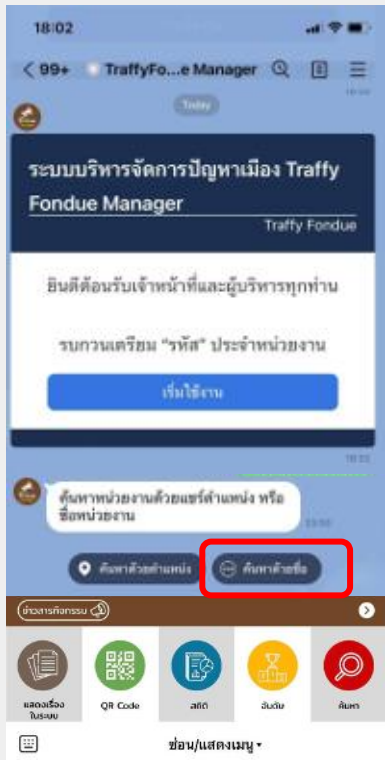 18:02
99+
TraffyFo...e Manager
Today
ระบบบริหารจัดการปัญหาเมือง Traffy
Fondue Manager
Traffy Fondue
ยินดีต้อนรับเจ้าหน้าที่และผู้บริหารทุกท่าน
รบกวนเตรียม "รหัส" ประจำหน่วยงาน
เริ่มใช้งาน
ค้นหาหน่วยงานด้วยแชร์ตำแหน่ง หรือ
ชื่อหน่วยงาน
ค้นหาด้วยตำแหน่ง
ค้นหาด้วยชื่อ
ข่าวสารกิจกรรม
แสดงเรื่อง
ในระบบ
QR Code
สถิติ
อันดับ
ค้นหา
ซ่อน/แสดงเมนู